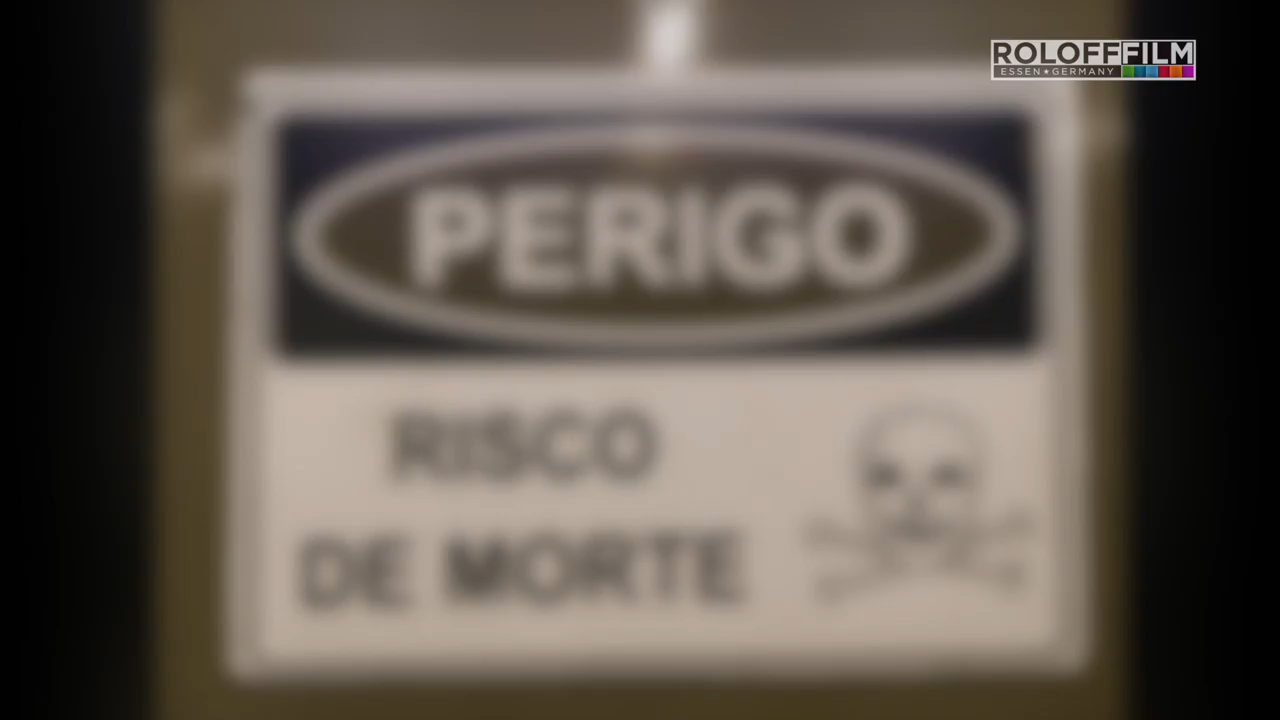 ROLOFFFILM
ESSEN★GERMANY
PERIGO
RISCO
DE MORTE